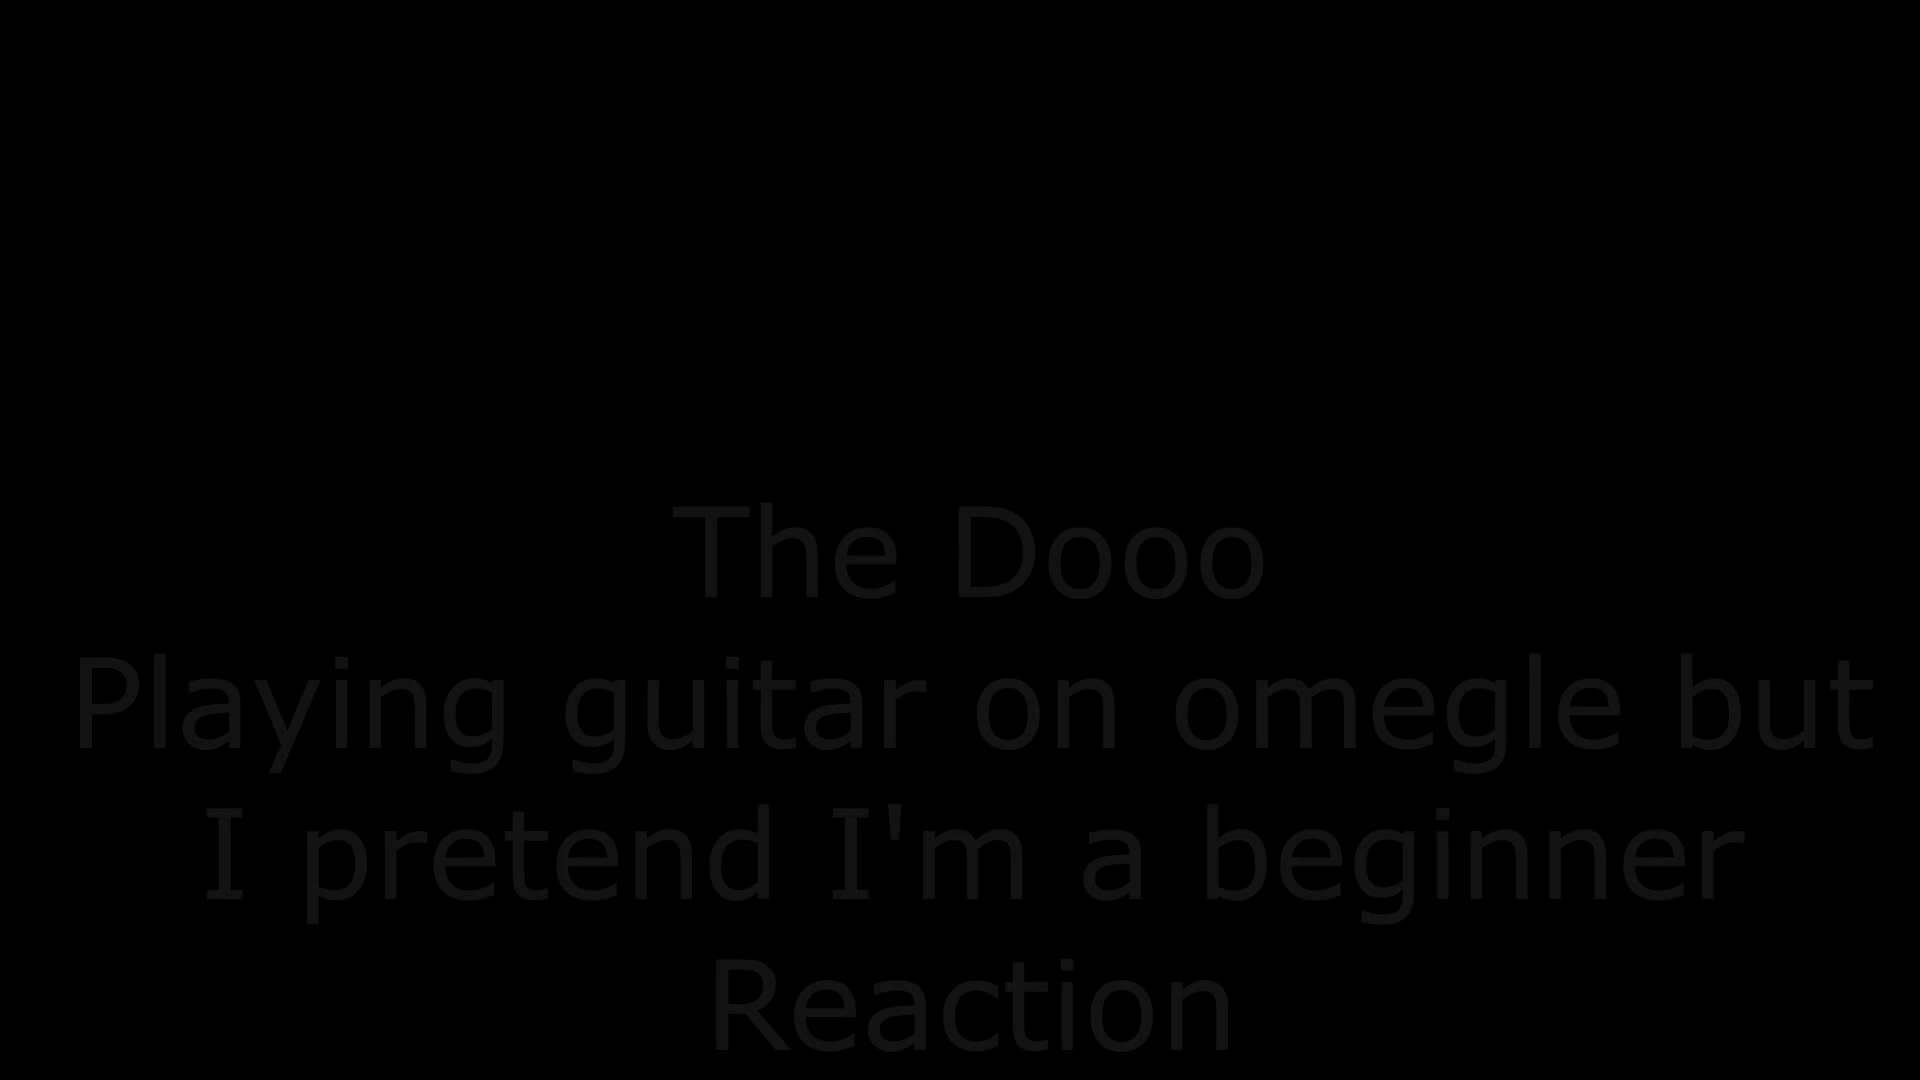 The Dooo
Playing guitar on omegle but
I pretend I'm a beginner
Reaction